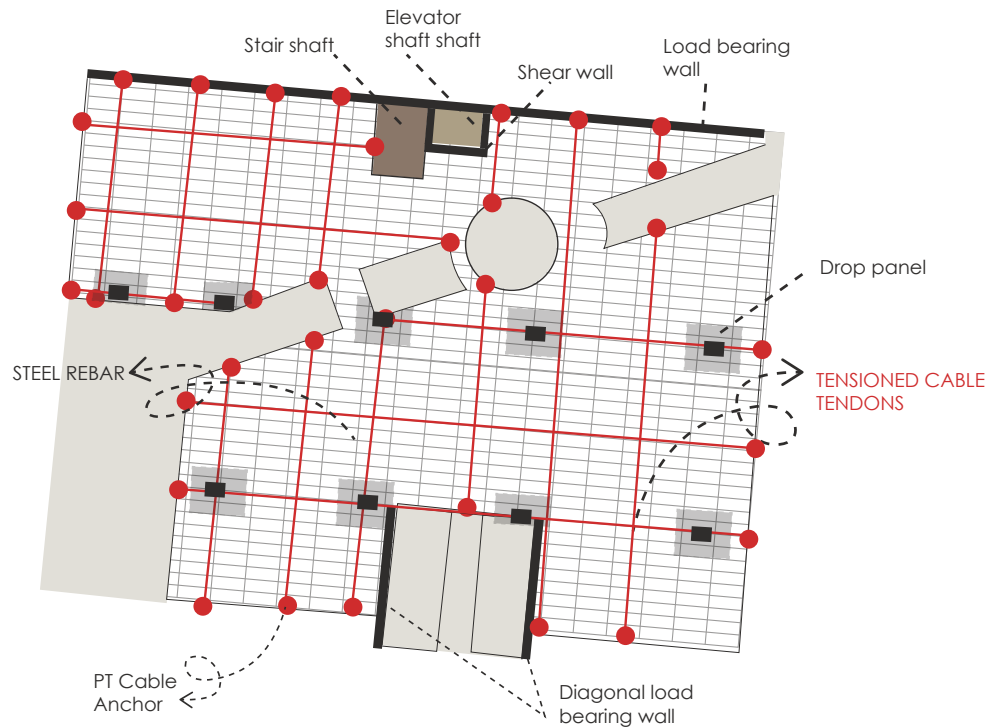 Elevator
shaft shaft
Stair shaft
Load bearing
wall
Shear wall
Drop panel
STEEL REBAR
TENSIONED CABLE
TENDONS
PT Cable
Anchor
Diagonal load
bearing wall